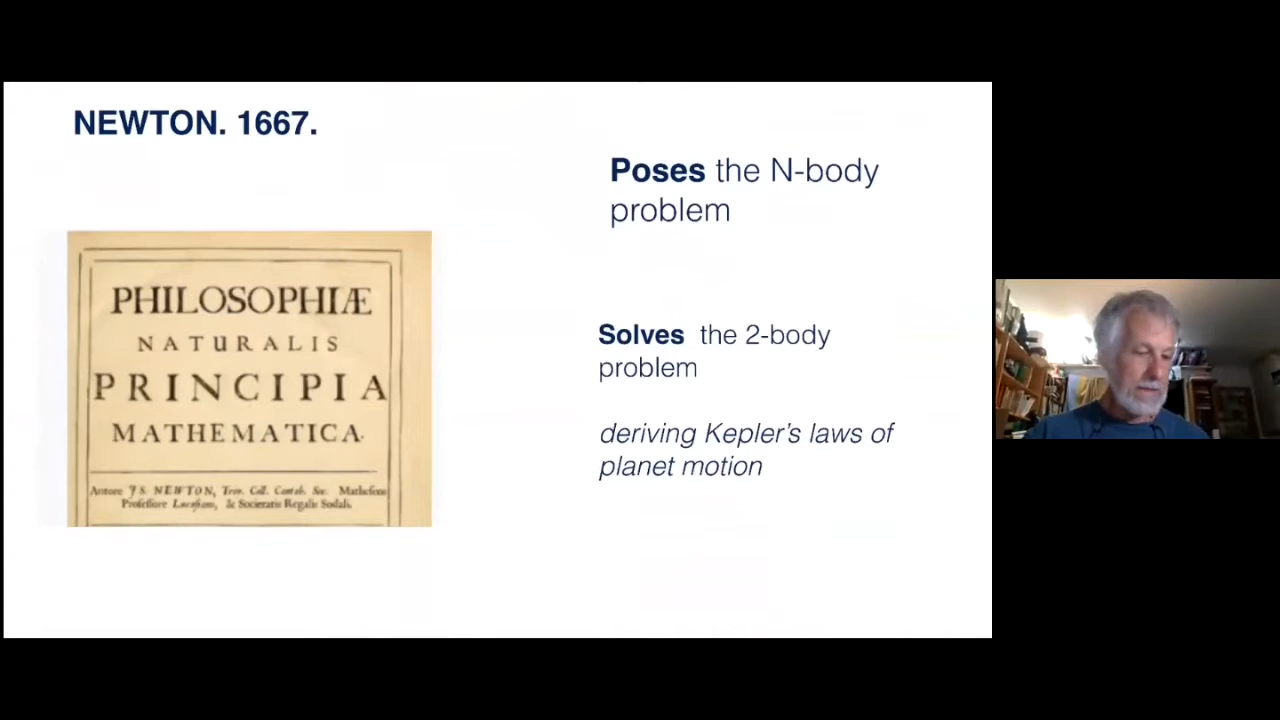 NEWTON. 1667.
Poses the N-body
problem
PHILOSOPHIÆ
NATURALIS
PRINCIPIA
MATHEMATICA.
Autore JS. NEWTON, Trin. Coll. Cantab. Soc. Matheseos
Professore Lucasiano, & Societatis Regalis Sodali.
Solves the 2-body
problem
deriving Kepler's laws of
planet motion